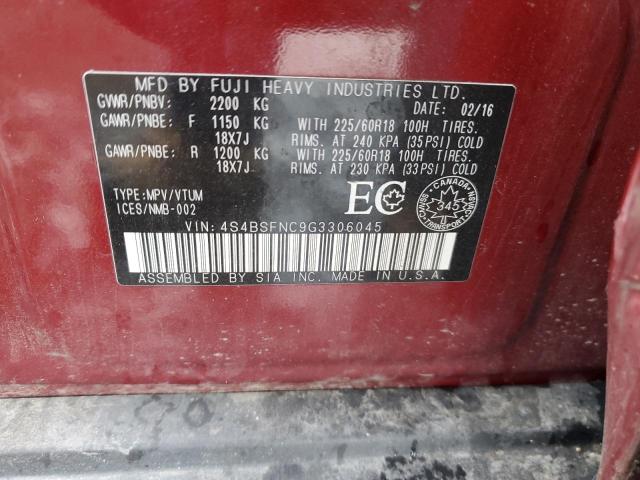 MFD BY FUJI HEAVY INDUSTRIES LTD.
GVWR/PNBV: 2200 KG DATE: 02/16
GAWR/PNBE: F 1150 KG WITH 225/60R18 100H TIRES.
18X7J RIMS. AT 240 KPA (35PSI) COLD
GAWR/PNBE: R 1200 KG WITH 225/60R18 100H TIRES.
18X7J RIMS. AT 230 KPA (33PSI) COLD
TYPE:MPV/VTUM
ICES/NMB-002
EC
CANADA
CMVSS
345
NSVAC
TRANSPORT
VIN: 4S4BSFNC9G3306045
ASSEMBLED BY SIA INC. MADE IN U.S.A.